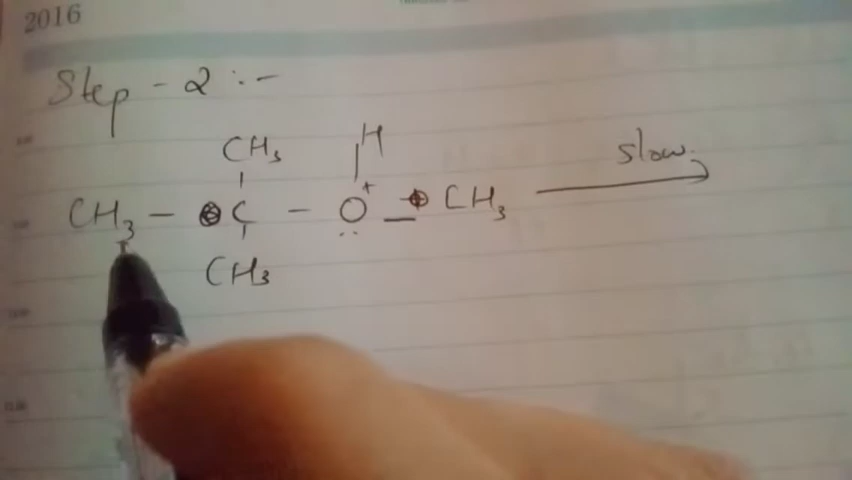 2016
Step - 2 :-
CH₃ H
slow.
CH₃ - C - O⁺ - CH₃
CH₃